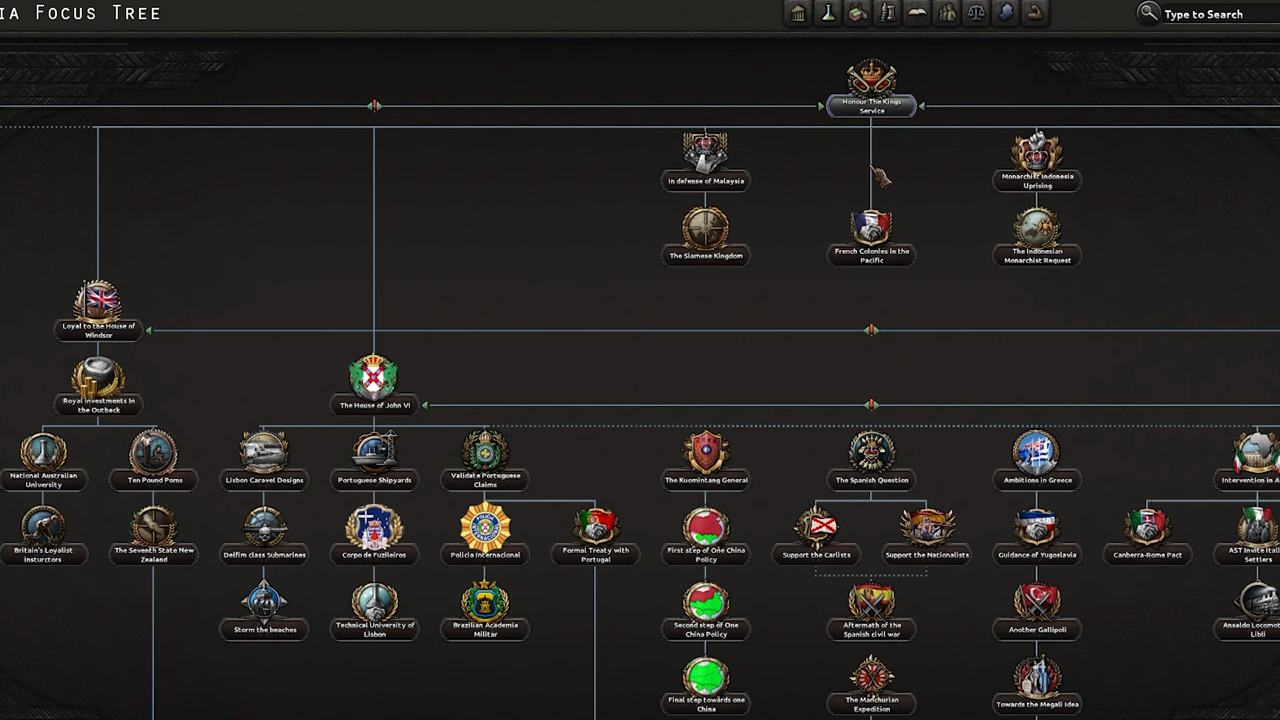 IA FOCUS TREE
Type to Search
Honour The Kings
Service
In defense of Malaysia
Monarchist Indonesia
Uprising
The Siamese Kingdom
French Colonies in the
Pacific
The Indonesian
Monarchist Request
Loyal to the House of
Windsor
Royal Investments In
the Outback
The House of John VI
National Australian
University
Ten Pound Poms
Lisbon Caravel Designs
Portuguese Shipyards
Validate Portuguese
Claims
The Kuomintang General
The Spanish Question
Ambitions in Greece
Intervention in A
Britain's Loyalist
Insturctors
The Seventh State New
Zealand
Delfim class Submarines
Corpo de Fuzileiros
Policia Internacional
Formal Treaty with
Portugal
First step of One China
Policy
Support the Carlists
Support the Nationalists
Guidance of Yugoslavia
Canberra-Rome Pact
AST Invite Itali
Settlers
Storm the beaches
Technical University of
Lisbon
Brazilian Academia
Militar
Second step of One
China Policy
Aftermath of the
Spanish civil war
Another Gallipoli
Ansaldo Locomot
Libli
Final step towards one
China
The Manchurian
Expedition
Towards the Megali Idea